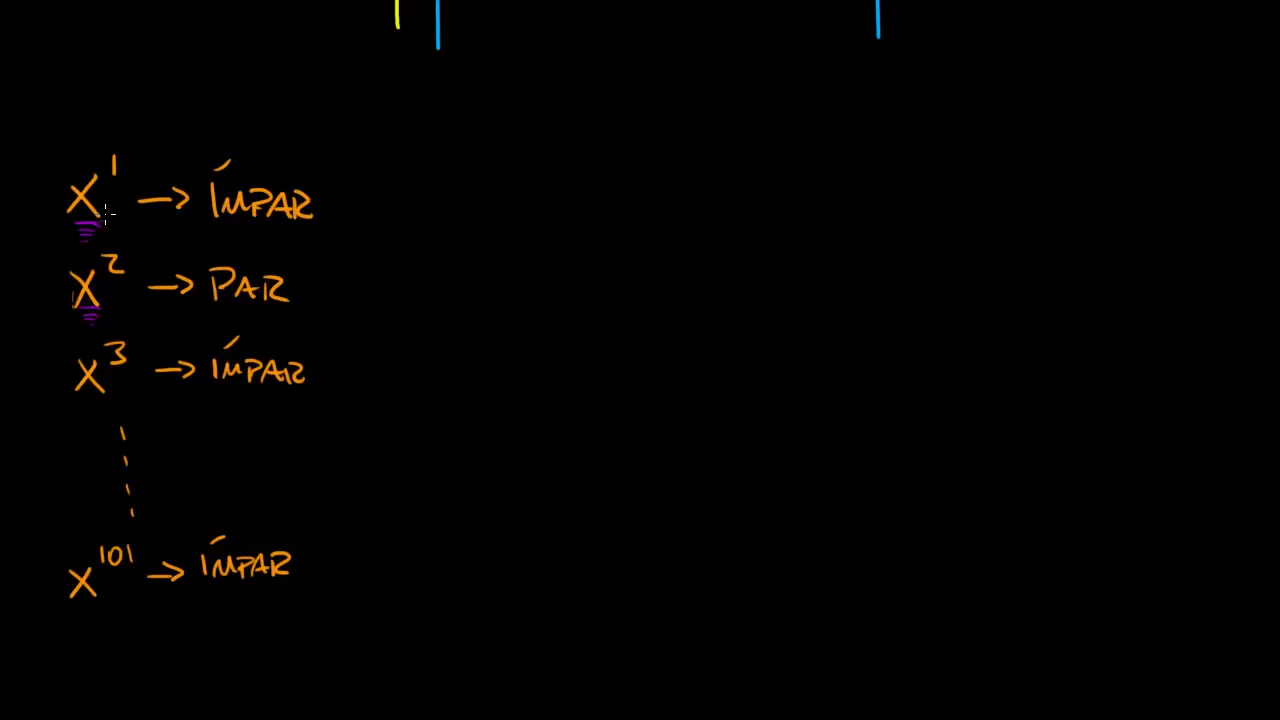 X¹ → ÍMPAR
X² → PAR
X³ → ÍMPAR
X¹⁰¹ → ÍMPAR